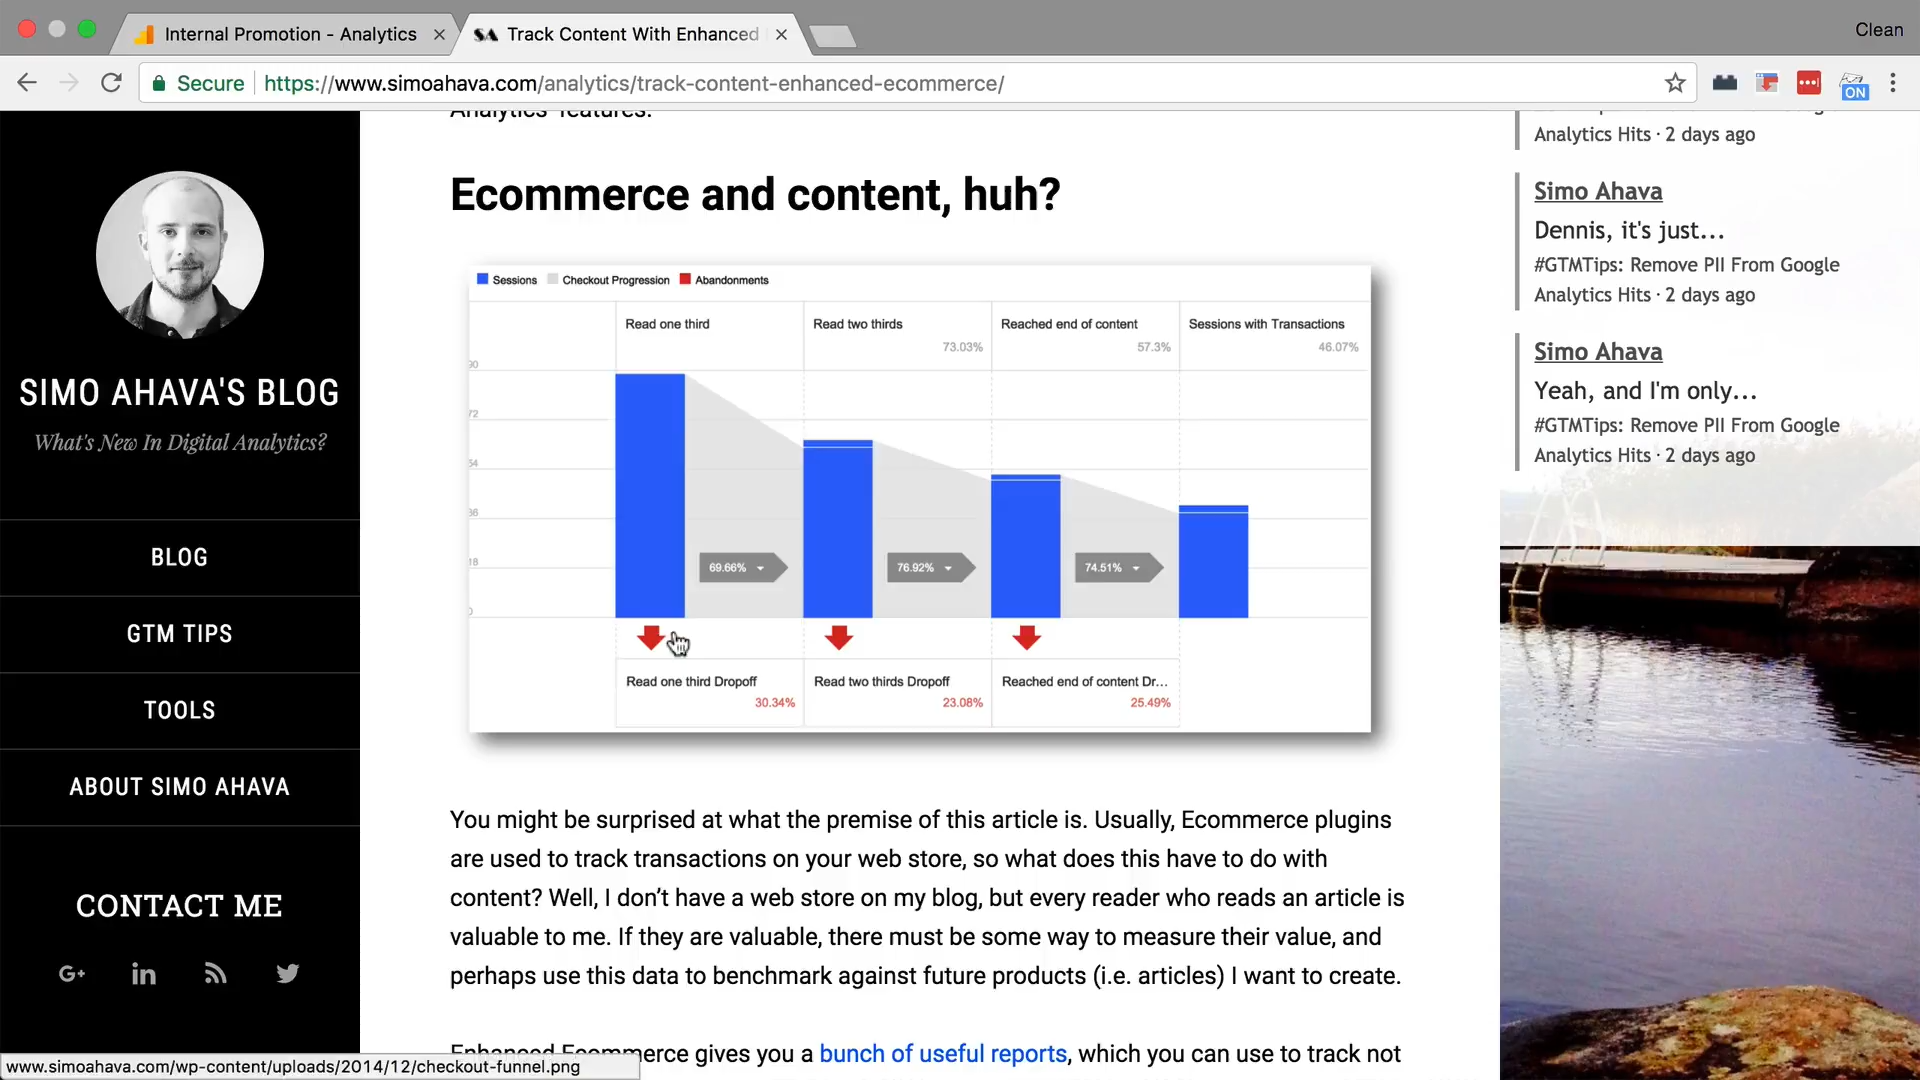 Internal Promotion - Analytics
Track Content With Enhanced
Clean
Secure
https://www.simoahava.com/analytics/track-content-enhanced-ecommerce/
ON
SIMO AHAVA'S BLOG
What's New In Digital Analytics?
BLOG
GTM TIPS
TOOLS
ABOUT SIMO AHAVA
CONTACT ME
G+
in
Analytics features.
Ecommerce and content, huh?
Sessions
Checkout Progression
Abandonments
Read one third
Read two thirds
73.03%
Reached end of content
57.3%
Sessions with Transactions
46.07%
90
72
54
36
18
0
69.66%
76.92%
74.51%
Read one third Dropoff
30.34%
Read two thirds Dropoff
23.08%
Reached end of content Dr...
25.49%
You might be surprised at what the premise of this article is. Usually, Ecommerce plugins
are used to track transactions on your web store, so what does this have to do with
content? Well, I don’t have a web store on my blog, but every reader who reads an article is
valuable to me. If they are valuable, there must be some way to measure their value, and
perhaps use this data to benchmark against future products (i.e. articles) I want to create.
Enhanced Ecommerce gives you a bunch of useful reports, which you can use to track not
Analytics Hits · 2 days ago
Simo Ahava
Dennis, it's just...
#GTMTips: Remove PII From Google
Analytics Hits · 2 days ago
Simo Ahava
Yeah, and I'm only...
#GTMTips: Remove PII From Google
Analytics Hits · 2 days ago
www.simoahava.com/wp-content/uploads/2014/12/checkout-funnel.png